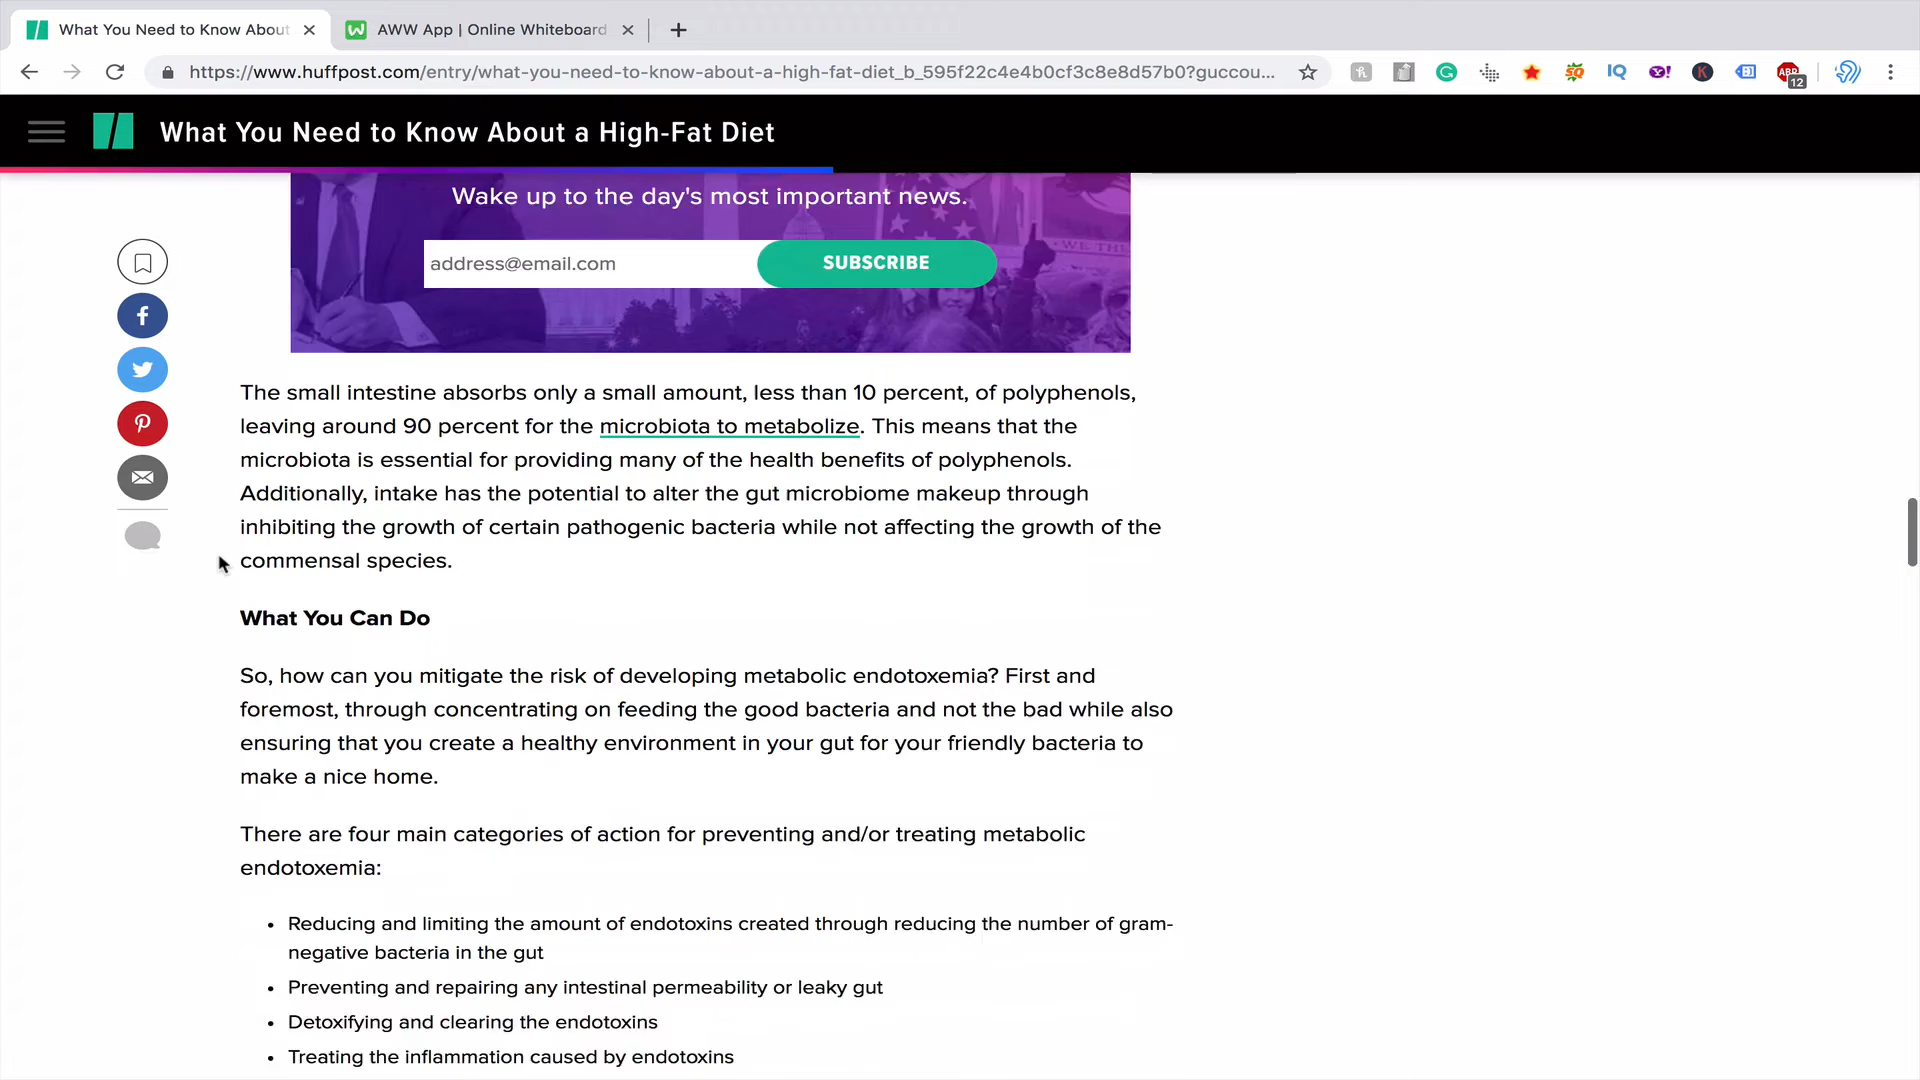 What You Need to Know About
AWW App | Online Whiteboard
https://www.huffpost.com/entry/what-you-need-to-know-about-a-high-fat-diet_b_595f22c4e4b0cf3c8e8d57b0?guccou...
12
What You Need to Know About a High-Fat Diet
Wake up to the day's most important news.
address@email.com
SUBSCRIBE
The small intestine absorbs only a small amount, less than 10 percent, of polyphenols,
leaving around 90 percent for the microbiota to metabolize. This means that the
microbiota is essential for providing many of the health benefits of polyphenols.
Additionally, intake has the potential to alter the gut microbiome makeup through
inhibiting the growth of certain pathogenic bacteria while not affecting the growth of the
commensal species.
What You Can Do
So, how can you mitigate the risk of developing metabolic endotoxemia? First and
foremost, through concentrating on feeding the good bacteria and not the bad while also
ensuring that you create a healthy environment in your gut for your friendly bacteria to
make a nice home.
There are four main categories of action for preventing and/or treating metabolic
endotoxemia:
• Reducing and limiting the amount of endotoxins created through reducing the number of gram-
negative bacteria in the gut
• Preventing and repairing any intestinal permeability or leaky gut
• Detoxifying and clearing the endotoxins
• Treating the inflammation caused by endotoxins